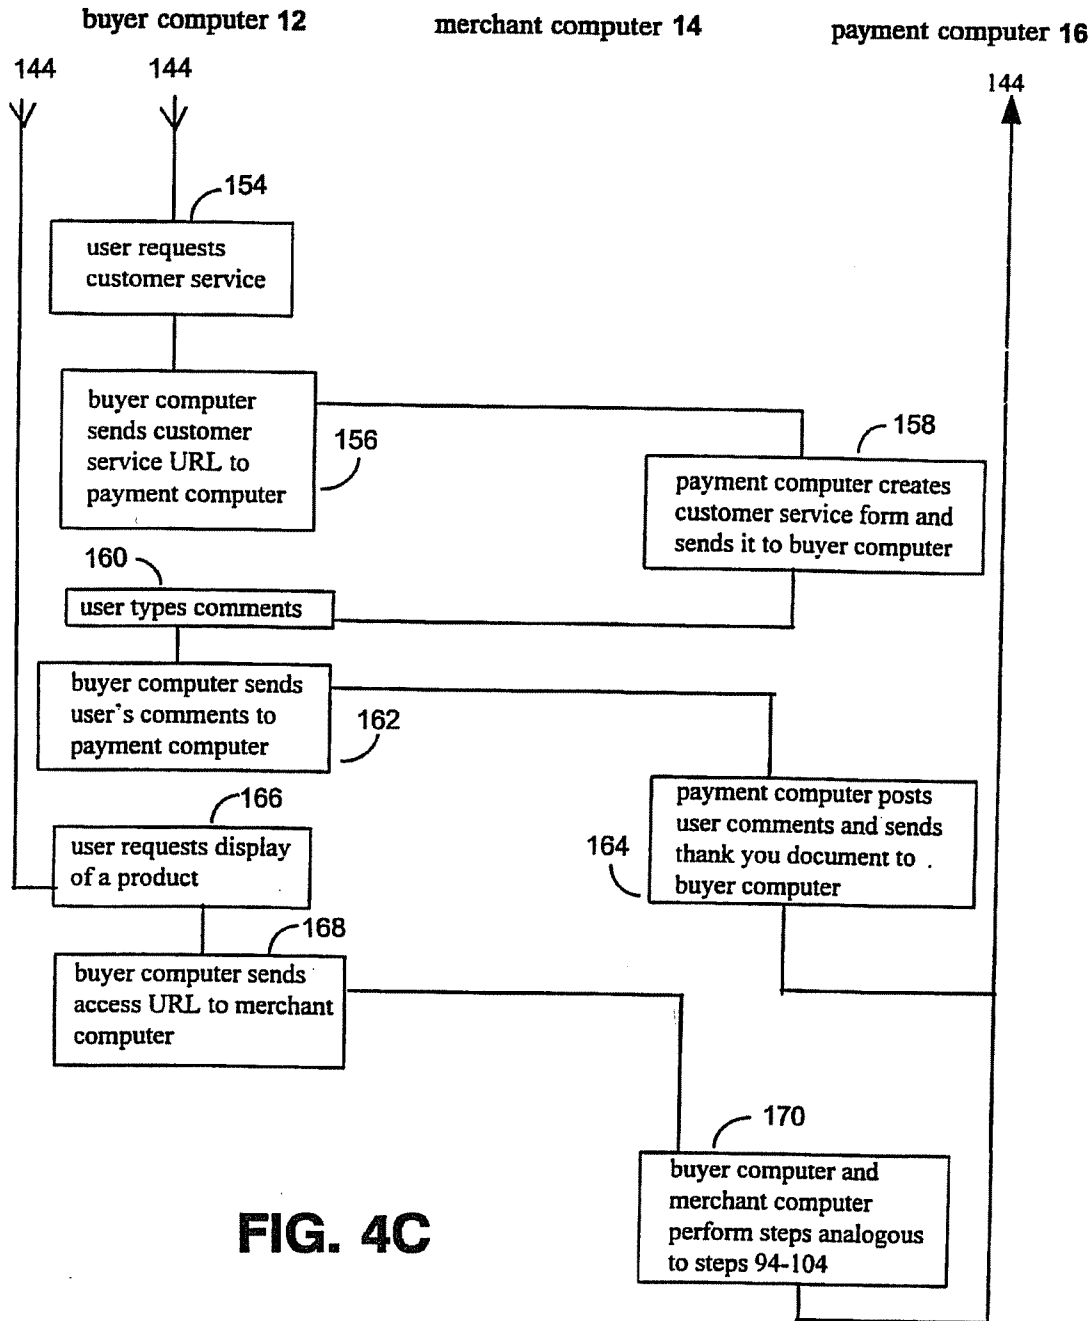 buyer computer 12
merchant computer 14
payment computer 16
144
144
144
154
user requests
customer service
buyer computer
sends customer
service URL to
payment computer
156
158
payment computer creates
customer service form and
sends it to buyer computer
160
user types comments
buyer computer sends
user's comments to
payment computer
162
payment computer posts
user comments and sends
thank you document to
buyer computer
164
166
user requests display
of a product
168
buyer computer sends
access URL to merchant
computer
170
buyer computer and
merchant computer
perform steps analogous
to steps 94-104
FIG. 4C